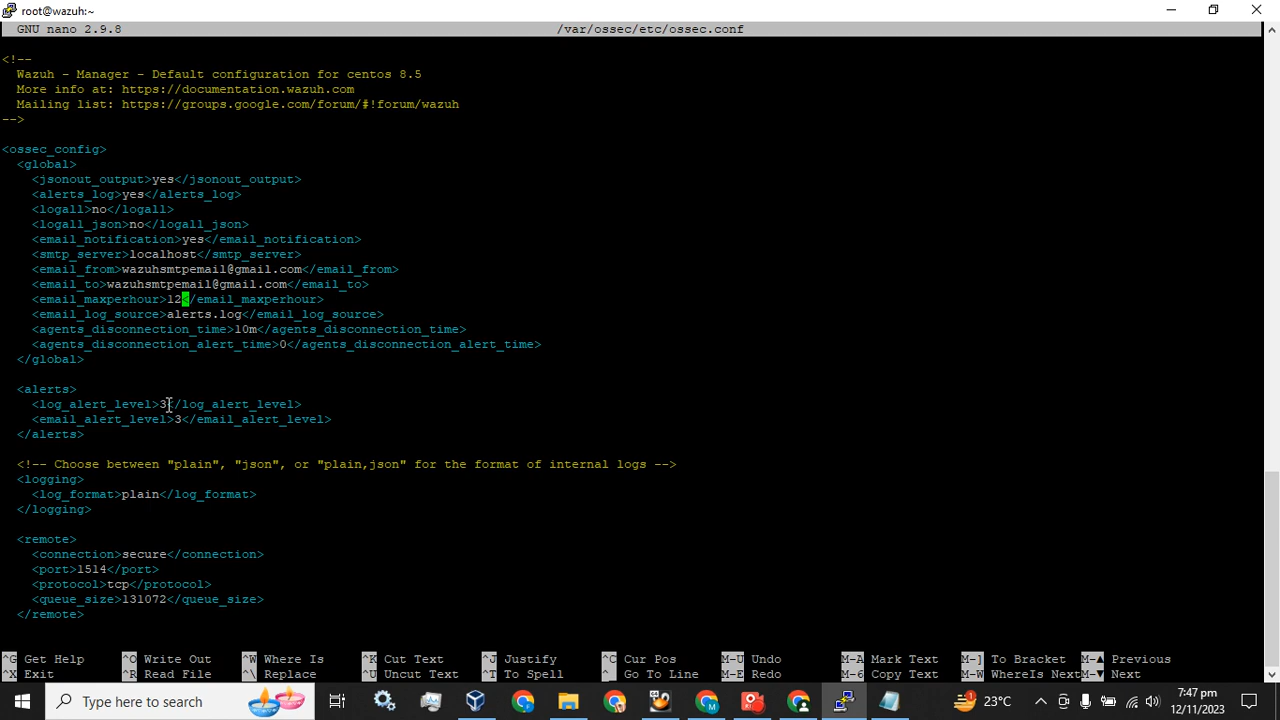 root@wazuh:~
GNU nano 2.9.8 /var/ossec/etc/ossec.conf
<!--
Wazuh - Manager - Default configuration for centos 8.5
More info at: https://documentation.wazuh.com
Mailing list: https://groups.google.com/forum/#!forum/wazuh
-->
<ossec_config>
<global>
<jsonout_output>yes</jsonout_output>
<alerts_log>yes</alerts_log>
<logall>no</logall>
<logall_json>no</logall_json>
<email_notification>yes</email_notification>
<smtp_server>localhost</smtp_server>
<email_from>wazuhsmtpemail@gmail.com</email_from>
<email_to>wazuhsmtpemail@gmail.com</email_to>
<email_maxperhour>12</email_maxperhour>
<email_log_source>alerts.log</email_log_source>
<agents_disconnection_time>10m</agents_disconnection_time>
<agents_disconnection_alert_time>0</agents_disconnection_alert_time>
</global>
<alerts>
<log_alert_level>3</log_alert_level>
<email_alert_level>3</email_alert_level>
</alerts>
<!-- Choose between "plain", "json", or "plain,json" for the format of internal logs -->
<logging>
<log_format>plain</log_format>
</logging>
<remote>
<connection>secure</connection>
<port>1514</port>
<protocol>tcp</protocol>
<queue_size>131072</queue_size>
</remote>
^G Get Help ^O Write Out ^W Where Is ^K Cut Text ^J Justify ^C Cur Pos M-U Undo M-A Mark Text M-] To Bracket M-▲ Previous
^X Exit ^R Read File ^\ Replace ^U Uncut Text ^T To Spell ^_ Go To Line M-E Redo M-6 Copy Text M-W WhereIs Next M-▼ Next
Type here to search 1 23°C 7:47 pm
12/11/2023